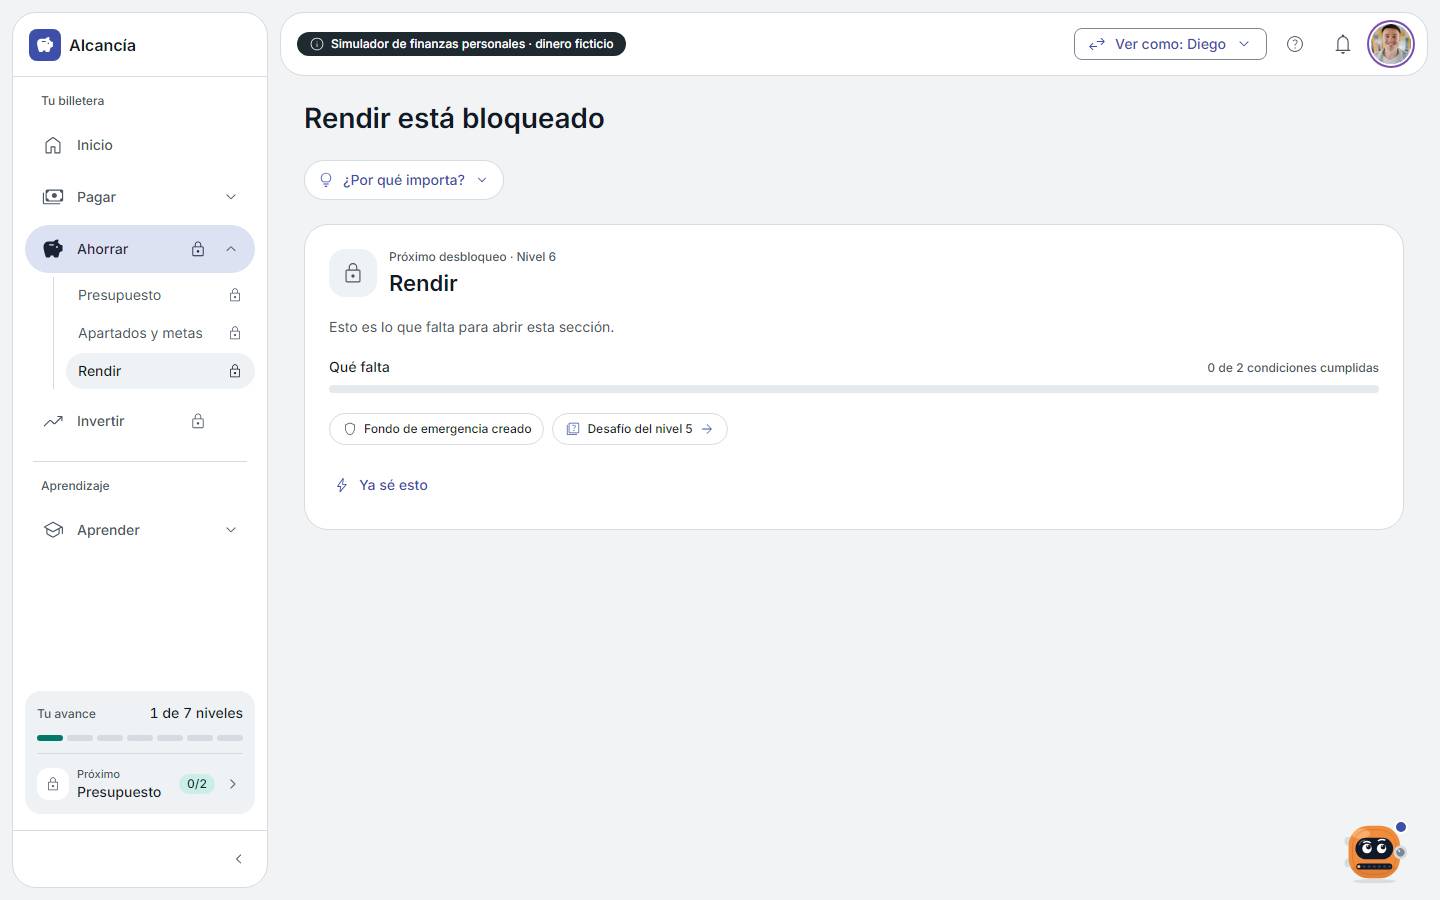 Alcancía
Tu billetera
Inicio
Pagar
Ahorrar
Presupuesto
Apartados y metas
Rendir
Invertir
Aprendizaje
Aprender
Tu avance
1 de 7 niveles
Próximo
Presupuesto
0/2
Simulador de finanzas personales · dinero ficticio
Ver como: Diego
Rendir está bloqueado
¿Por qué importa?
Próximo desbloqueo · Nivel 6
Rendir
Esto es lo que falta para abrir esta sección.
Qué falta
0 de 2 condiciones cumplidas
Fondo de emergencia creado
Desafío del nivel 5
Ya sé esto